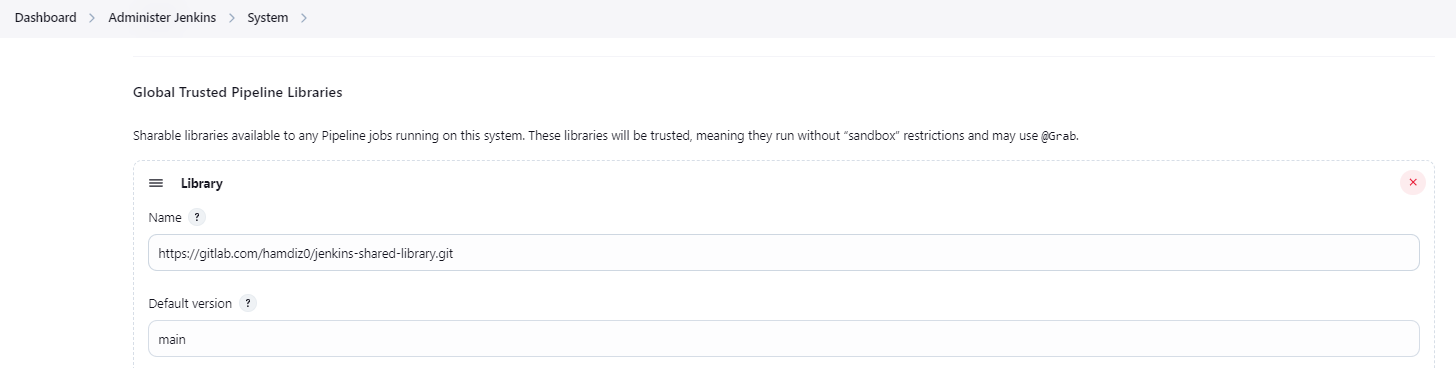 Dashboard > Administer Jenkins > System >
Global Trusted Pipeline Libraries
Sharable libraries available to any Pipeline jobs running on this system. These libraries will be trusted, meaning they run without “sandbox” restrictions and may use @Grab.
Library
Name ?
https://gitlab.com/hamdiz0/jenkins-shared-library.git
Default version ?
main